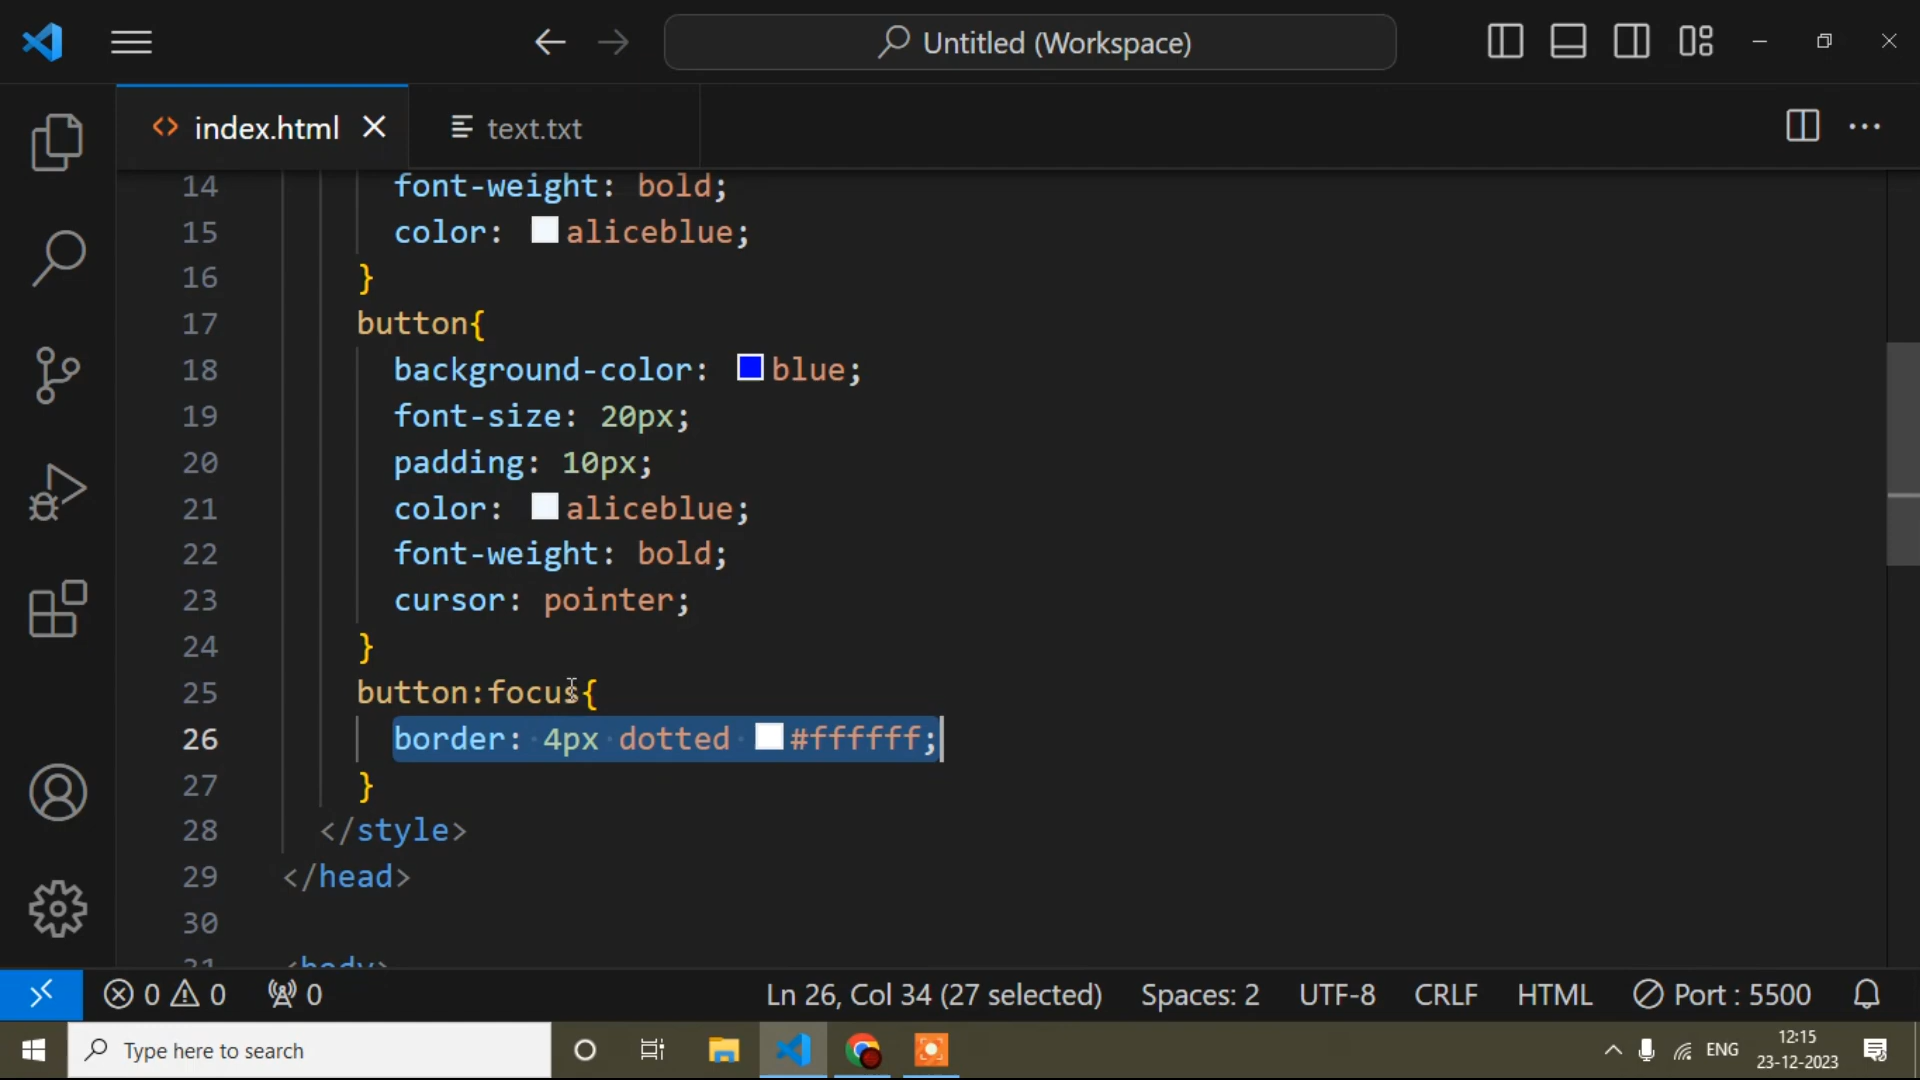 Untitled (Workspace)
index.html
text.txt
14 font-weight: bold;
15 color: aliceblue;
16 }
17 button{
18 background-color: blue;
19 font-size: 20px;
20 padding: 10px;
21 color: aliceblue;
22 font-weight: bold;
23 cursor: pointer;
24 }
25 button:focus{
26 border: 4px dotted #ffffff;
27 }
28 </style>
29 </head>
30
31 <body>
0 0 0 Ln 26, Col 34 (27 selected) Spaces: 2 UTF-8 CRLF HTML Port : 5500
Type here to search
ENG
12:15
23-12-2023